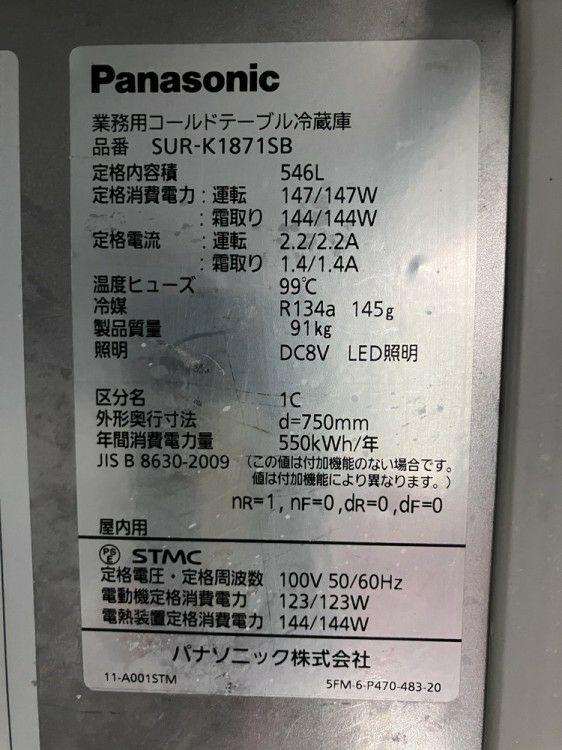 Panasonic
業務用コールドテーブル冷蔵庫
品番 SUR-K1871SB
定格内容積 546L
定格消費電力:運転 147/147W
:霜取り 144/144W
定格電流 :運転 2.2/2.2A
:霜取り 1.4/1.4A
温度ヒューズ 99℃
冷媒 R134a 145g
製品質量 91kg
照明 DC8V LED照明
区分名 1C
外形奥行寸法 d=750mm
年間消費電力量 550kWh/年
JIS B 8630-2009 (この値は付加機能のない場合です。
値は付加機能により異なります。)
nR=1, nF=0,dR=0,dF=0
屋内用
PSE STMC
定格電圧・定格周波数 100V 50/60Hz
電動機定格消費電力 123/123W
電熱装置定格消費電力 144/144W
パナソニック株式会社
11-A001STM 5FM-6-P470-483-20